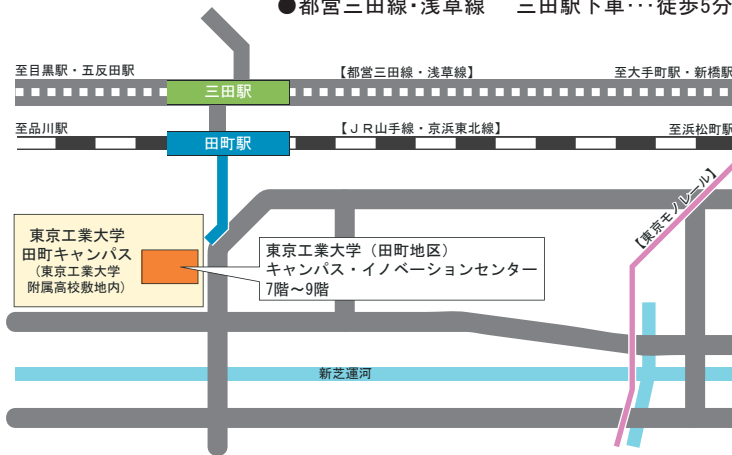 ●都営三田線・浅草線　三田駅下車･･･徒歩5分
至目黒駅・五反田駅
【都営三田線・浅草線】
至大手町駅・新橋駅
三田駅
至品川駅
【ＪＲ山手線・京浜東北線】
至浜松町駅
田町駅
【東京モノレール】
東京工業大学
田町キャンパス
（東京工業大学
附属高校敷地内）
東京工業大学（田町地区）
キャンパス・イノベーションセンター
7階～9階
新芝運河